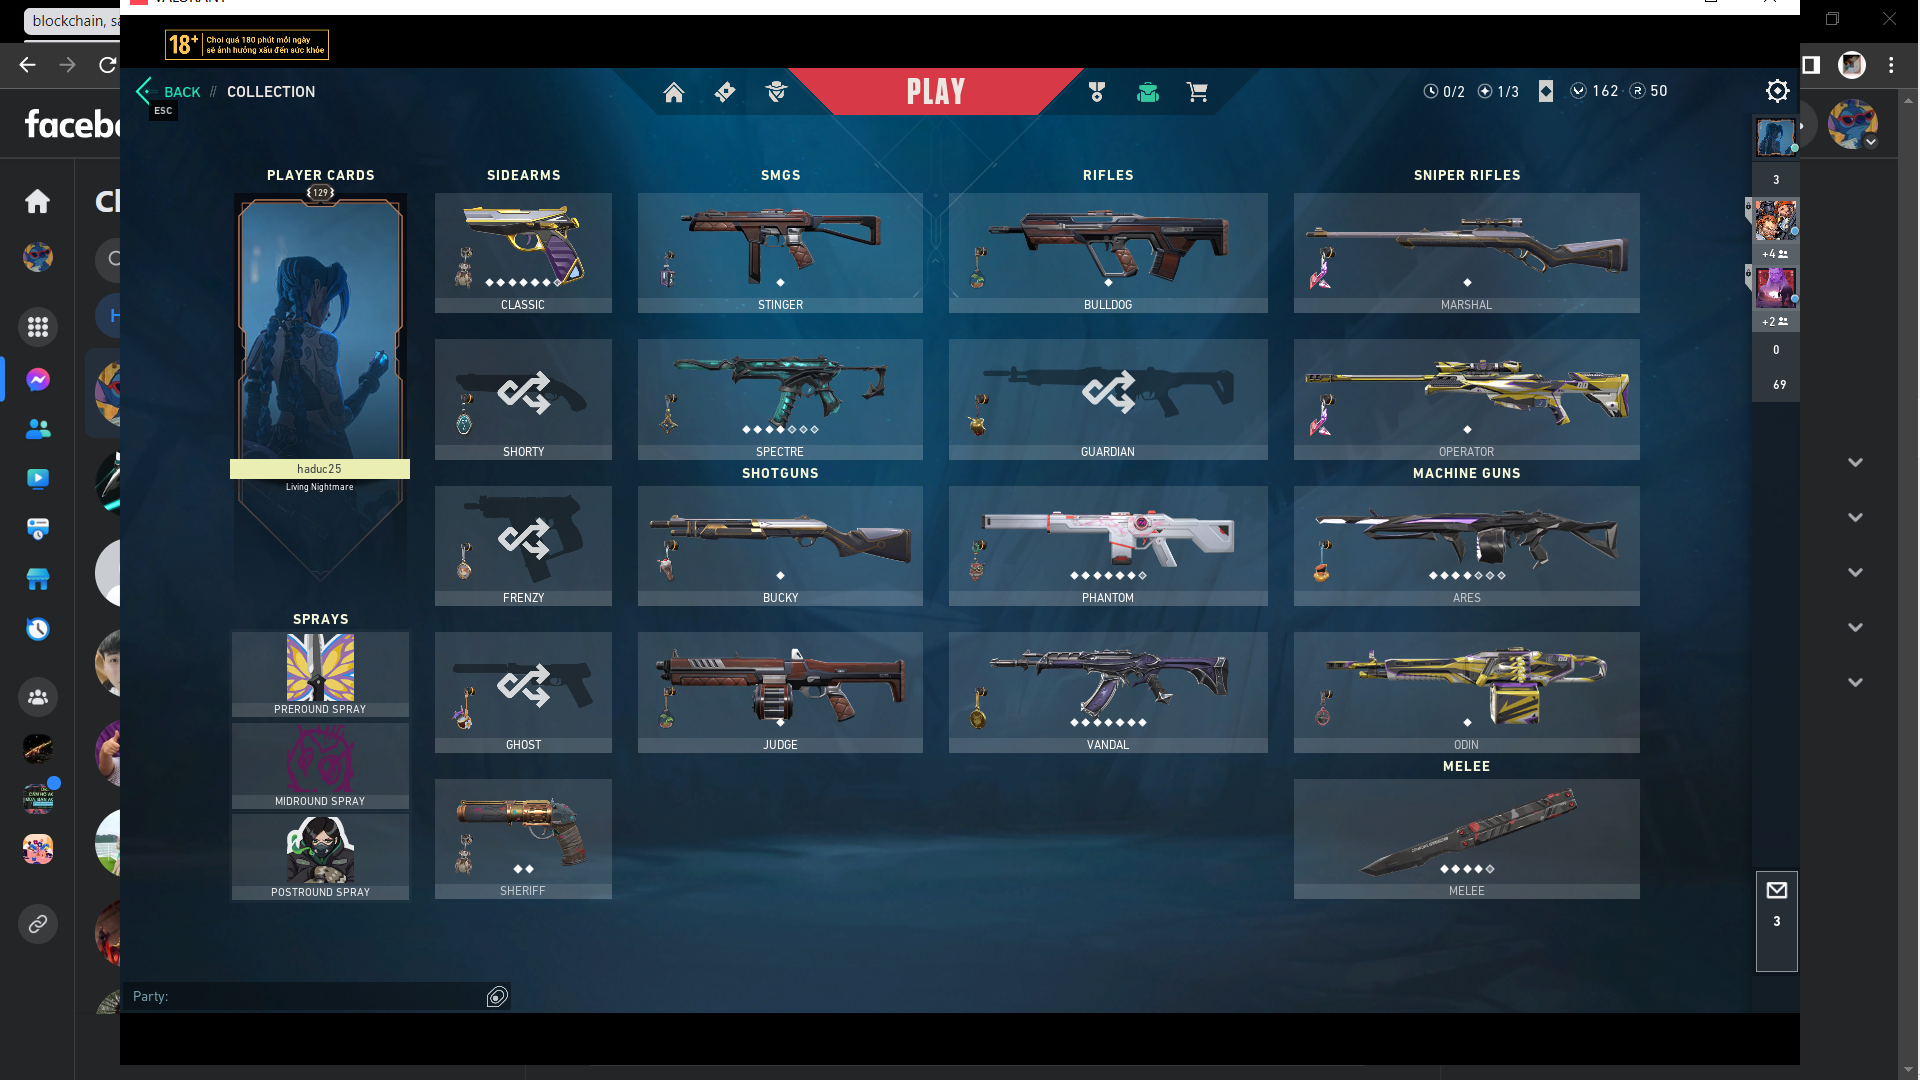 VALORANT
blockchain, sa
18+ Chơi quá 180 phút mỗi ngày
sẽ ảnh hưởng xấu đến sức khỏe
BACK // COLLECTION
ESC
PLAY
0/2 1/3 162 R 50
facebo
PLAYER CARDS
129
haduc25
Living Nightmare
SPRAYS
PREROUND SPRAY
MIDROUND SPRAY
POSTROUND SPRAY
SIDEARMS
CLASSIC
SHORTY
FRENZY
GHOST
SHERIFF
SMGS
STINGER
SPECTRE
SHOTGUNS
BUCKY
JUDGE
RIFLES
BULLDOG
GUARDIAN
PHANTOM
VANDAL
SNIPER RIFLES
MARSHAL
OPERATOR
MACHINE GUNS
ARES
ODIN
MELEE
MELEE
3
+4
+2
0
69
3
Party:
Cl
H